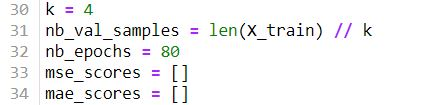 30 k = 4
31 nb_val_samples = len(X_train) // k
32 nb_epochs = 80
33 mse_scores = []
34 mae_scores = []